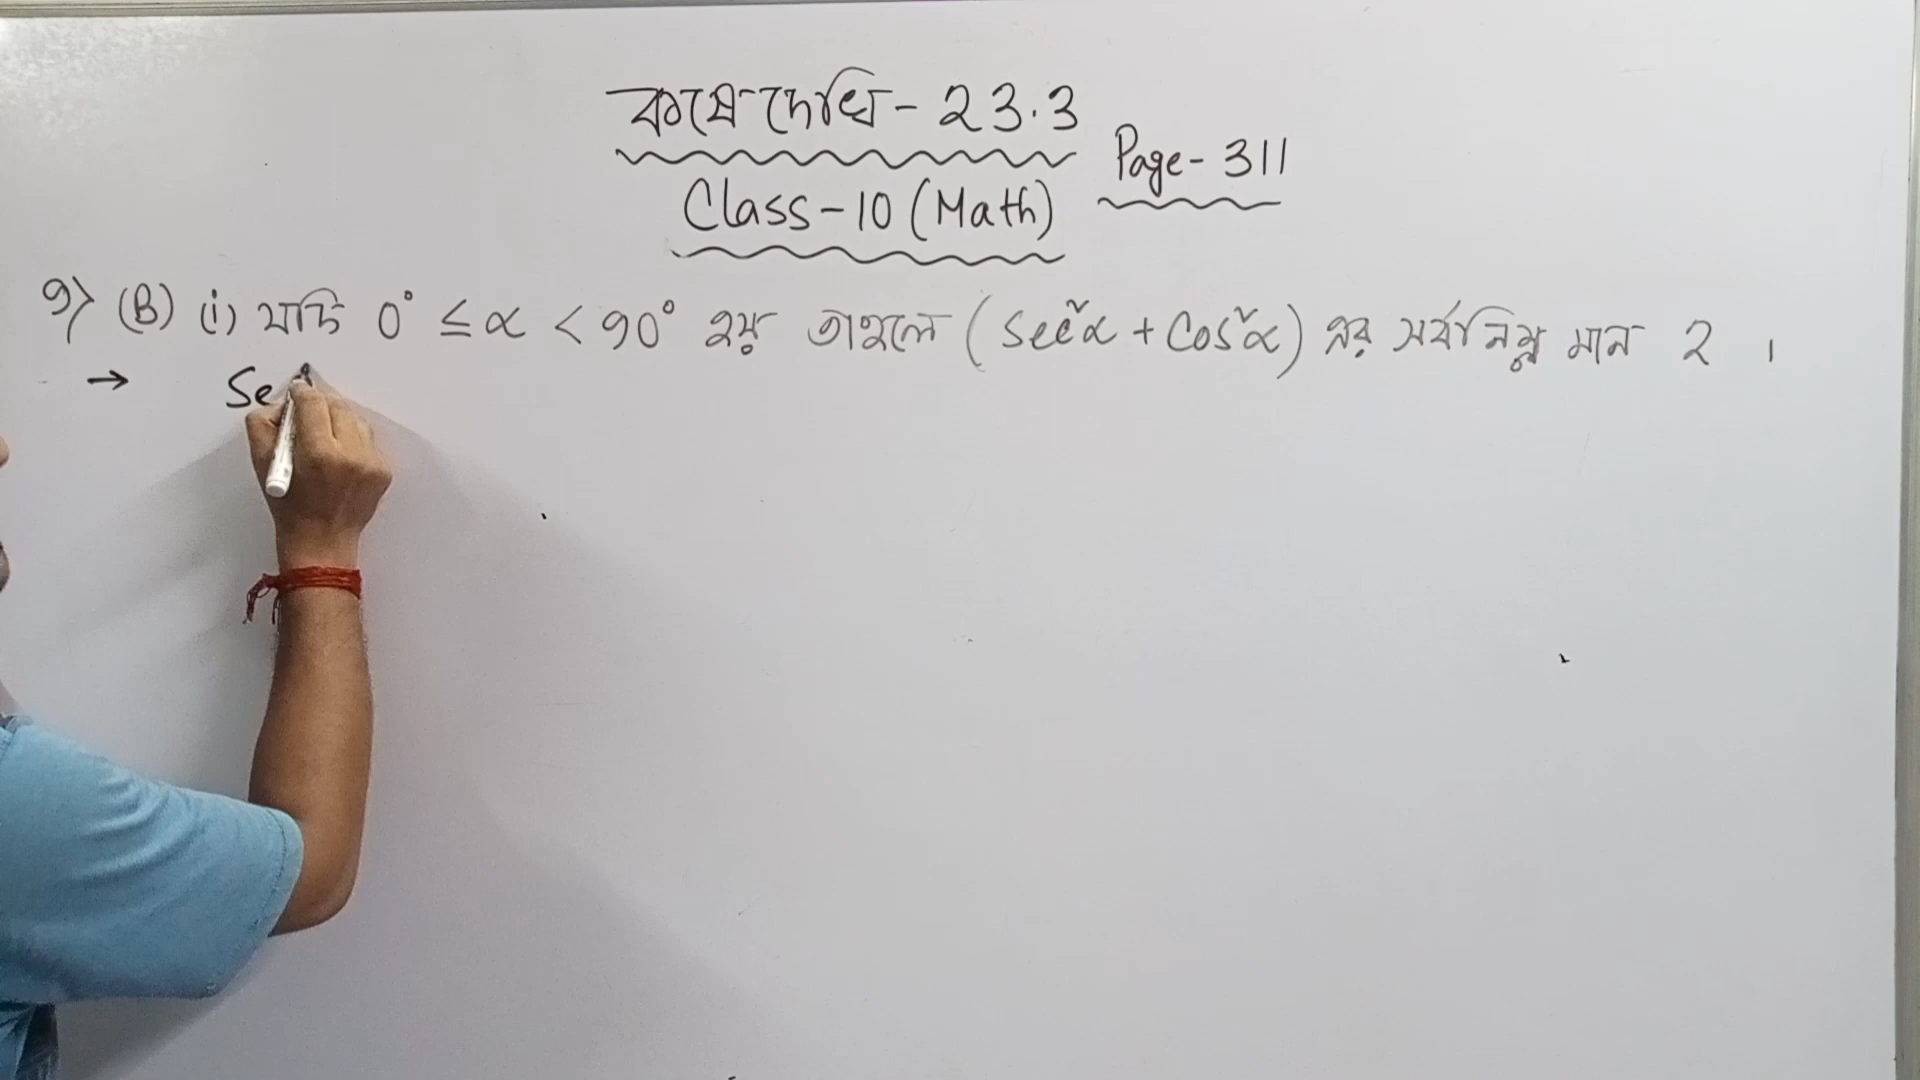 কষে দেখি - 23.3
Page - 311
Class - 10 (Math)
9) (B) (i) যদি 0° ≤ α < 90° হয় তাহলে (sec²α + cos²α) এর সর্বনিম্ন মান 2 ।
→ Se